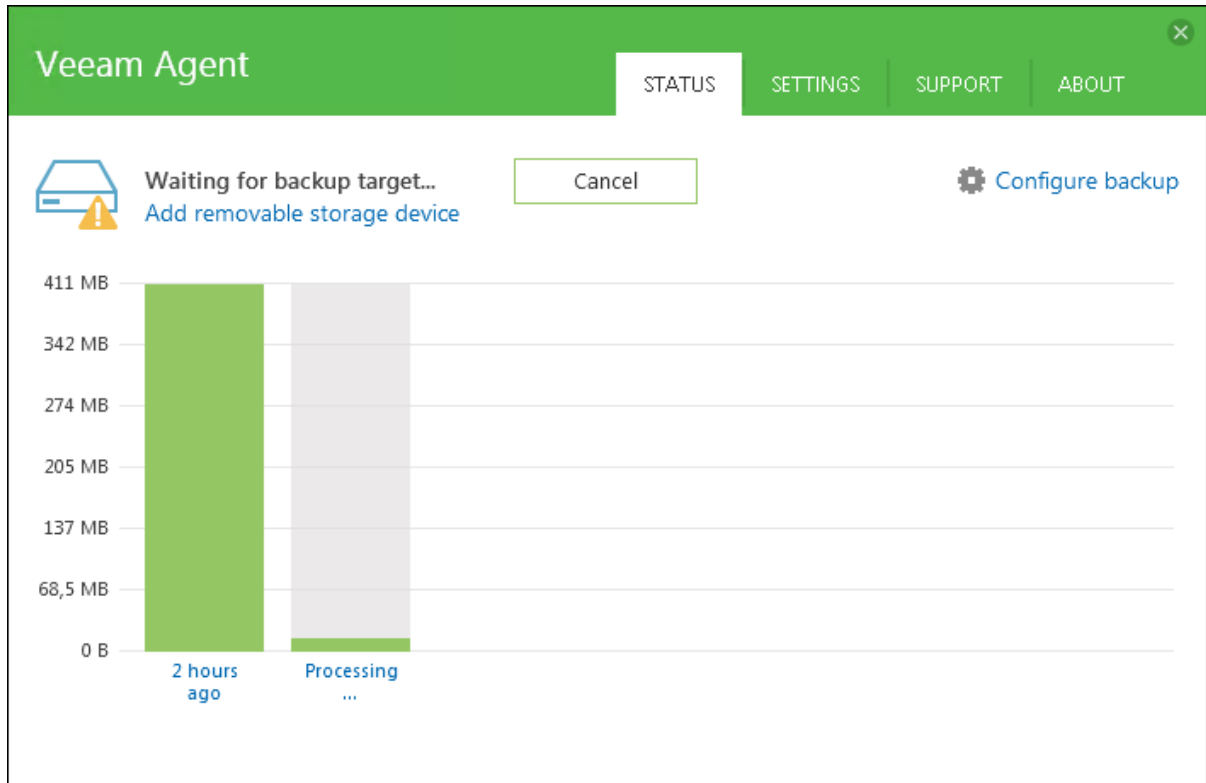 Veeam Agent
STATUS
SETTINGS
SUPPORT
ABOUT
Waiting for backup target...
Add removable storage device
Cancel
Configure backup
411 MB
342 MB
274 MB
205 MB
137 MB
68,5 MB
0 B
2 hours
ago
Processing
...